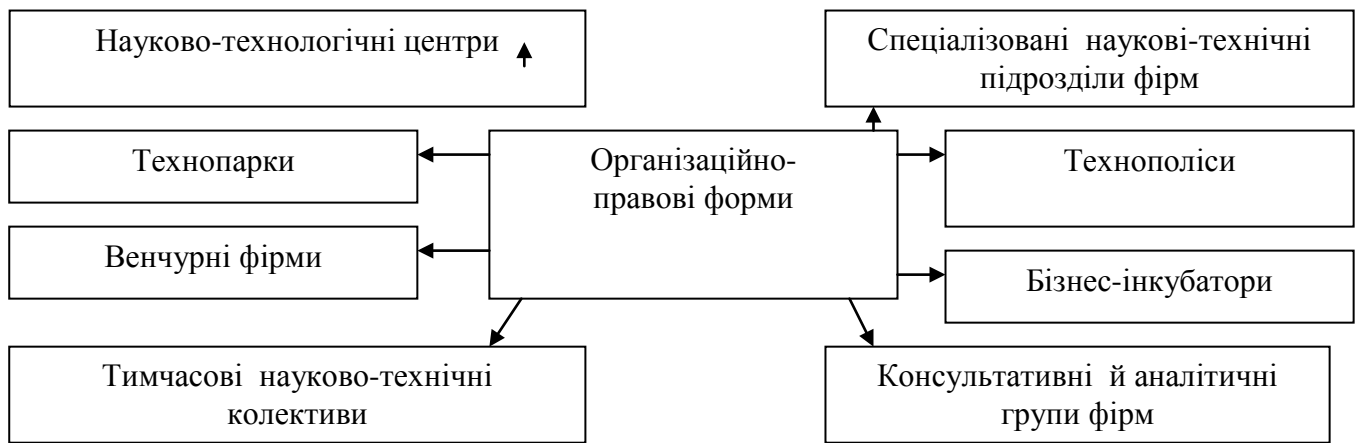 Науково-технологічні центри
Спеціалізовані наукові-технічні
підрозділи фірм
Технопарки
Організаційно-
правові форми
Технополіси
Венчурні фірми
Бізнес-інкубатори
Тимчасові науково-технічні
колективи
Консультативні й аналітичні
групи фірм